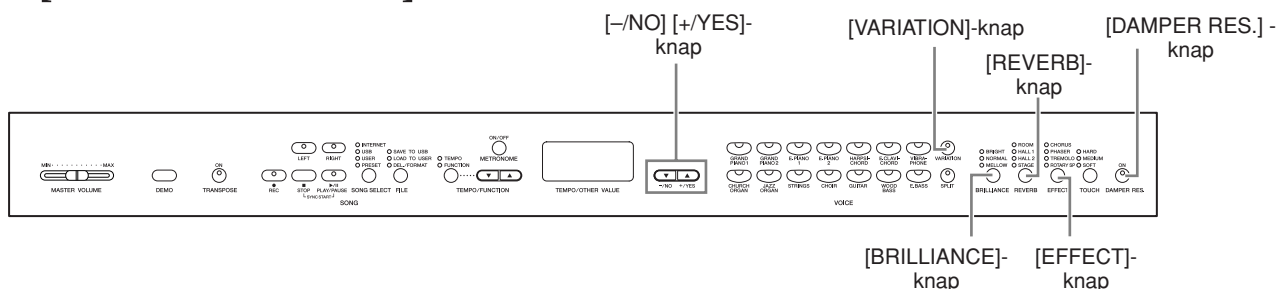 [–/NO] [+/YES]-
knap
[VARIATION]-knap
[DAMPER RES.] -
knap
[REVERB]-
knap
MIN MAX
MASTER VOLUME
DEMO
ON
TRANSPOSE
REC
LEFT
RIGHT
STOP
PLAY/PAUSE
SYNC START
SONG
INTERNET
USB
USER
PRESET
SONG SELECT
SAVE TO USB
LOAD TO USER
DEL./FORMAT
FILE
TEMPO
FUNCTION
ON/OFF
METRONOME
TEMPO/FUNCTION
TEMPO/OTHER VALUE
–/NO +/YES
GRAND
PIANO 1
GRAND
PIANO 2
E.PIANO
1
E.PIANO
2
HARPSI-
CHORD
E.CLAVI-
CHORD
VIBRA-
PHONE
VARIATION
CHURCH
ORGAN
JAZZ
ORGAN
STRINGS
CHOIR
GUITAR
WOOD
BASS
E.BASS
SPLIT
VOICE
BRIGHT
NORMAL
MELLOW
BRILLIANCE
ROOM
HALL 1
HALL 2
STAGE
REVERB
CHORUS
PHASER
TREMOLO
ROTARY SP
EFFECT
HARD
MEDIUM
SOFT
TOUCH
ON
DAMPER RES.
[BRILLIANCE]-
knap
[EFFECT]-
knap